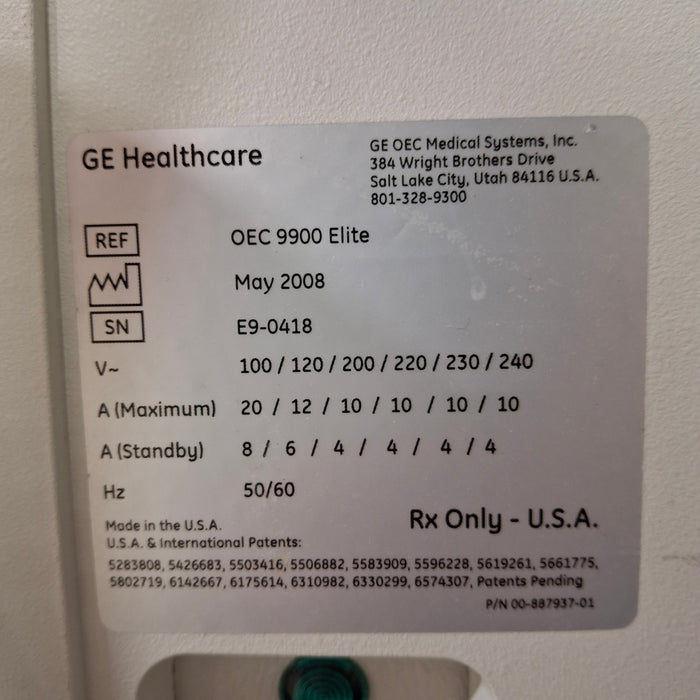 GE Healthcare
GE OEC Medical Systems, Inc.
384 Wright Brothers Drive
Salt Lake City, Utah 84116 U.S.A.
801-328-9300
REF OEC 9900 Elite
May 2008
SN E9-0418
V~ 100 / 120 / 200 / 220 / 230 / 240
A (Maximum) 20 / 12 / 10 / 10 / 10 / 10
A (Standby) 8 / 6 / 4 / 4 / 4 / 4
Hz 50/60
Made in the U.S.A.
Rx Only - U.S.A.
U.S.A. & International Patents:
5283808, 5426683, 5503416, 5506882, 5583909, 5596228, 5619261, 5661775,
5802719, 6142667, 6175614, 6310982, 6330299, 6574307, Patents Pending
P/N 00-887937-01